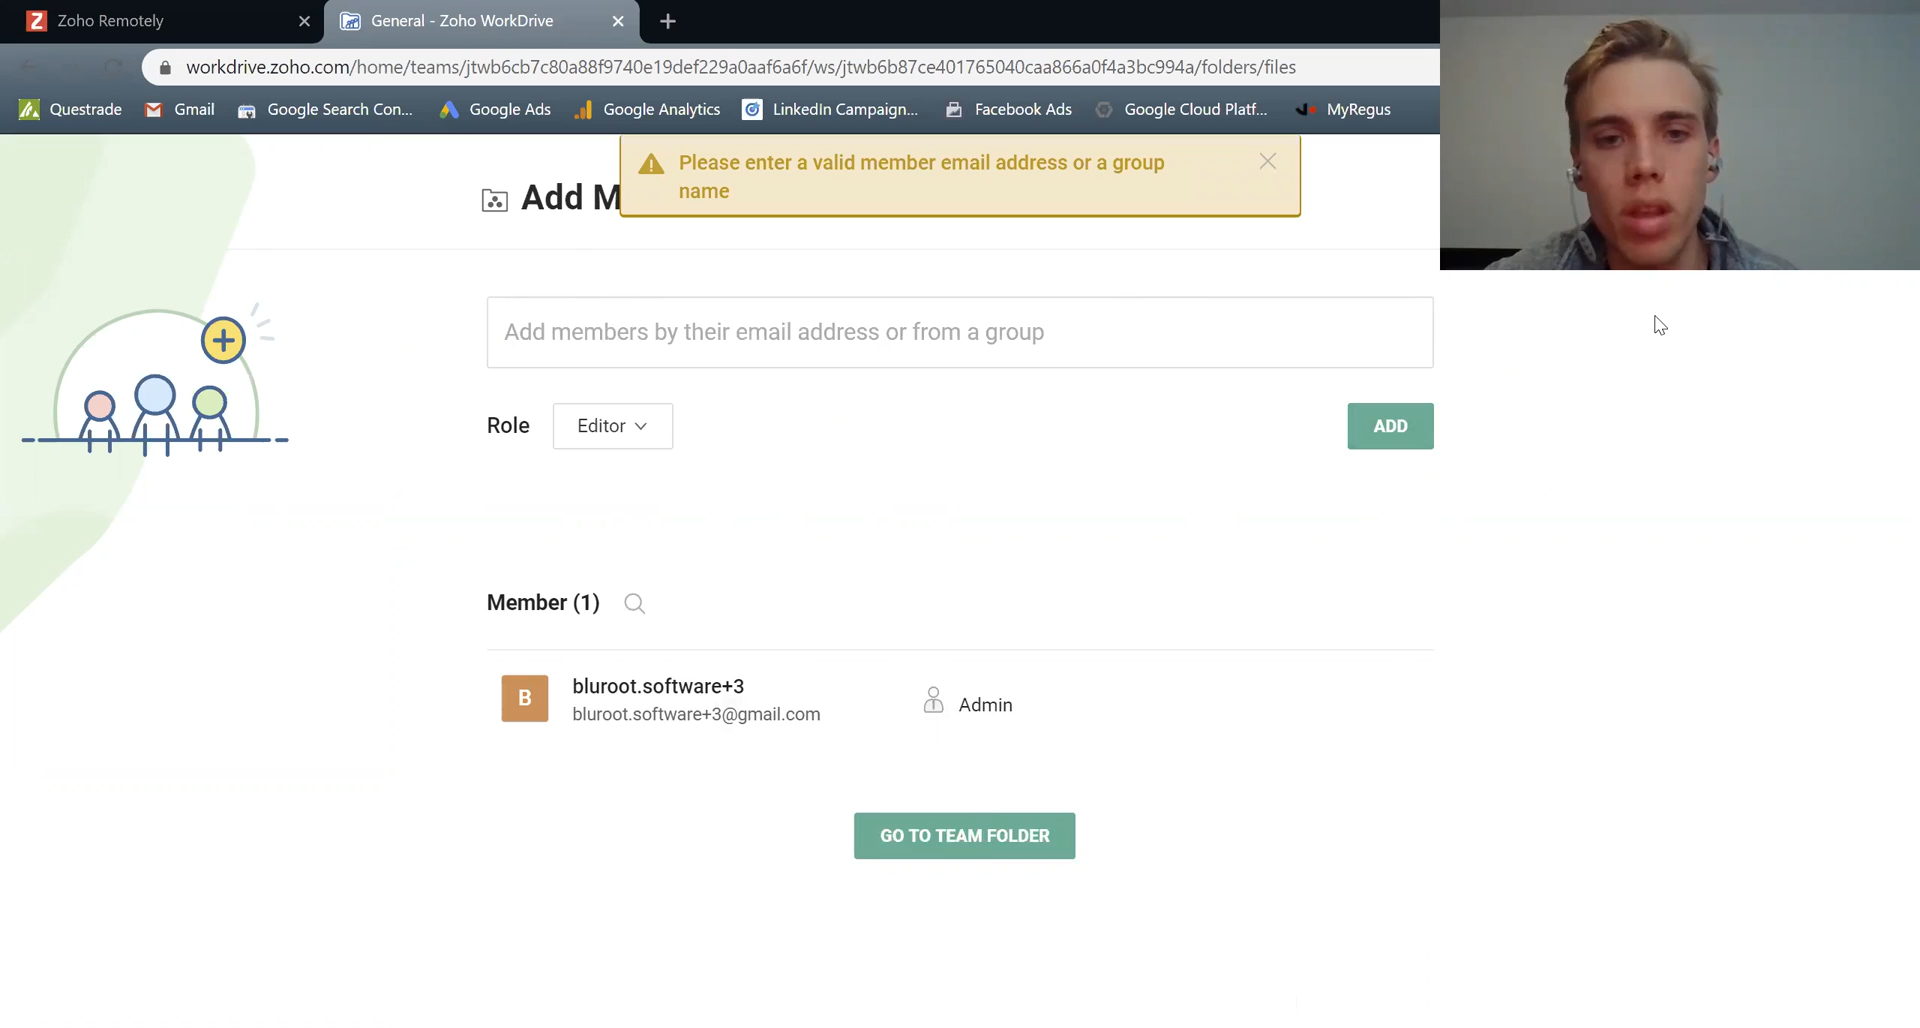 Zoho Remotely
General - Zoho WorkDrive
workdrive.zoho.com/home/teams/jtwb6cb7c80a88f9740e19def229a0aaf6a6f/ws/jtwb6b87ce401765040caa866a0f4a3bc994a/folders/files
Questrade Gmail Google Search Con... Google Ads Google Analytics LinkedIn Campaign... Facebook Ads Google Cloud Platf... MyRegus
Please enter a valid member email address or a group
name
Add M
Add members by their email address or from a group
Role Editor ADD
Member (1)
B
bluroot.software+3
bluroot.software+3@gmail.com
Admin
GO TO TEAM FOLDER